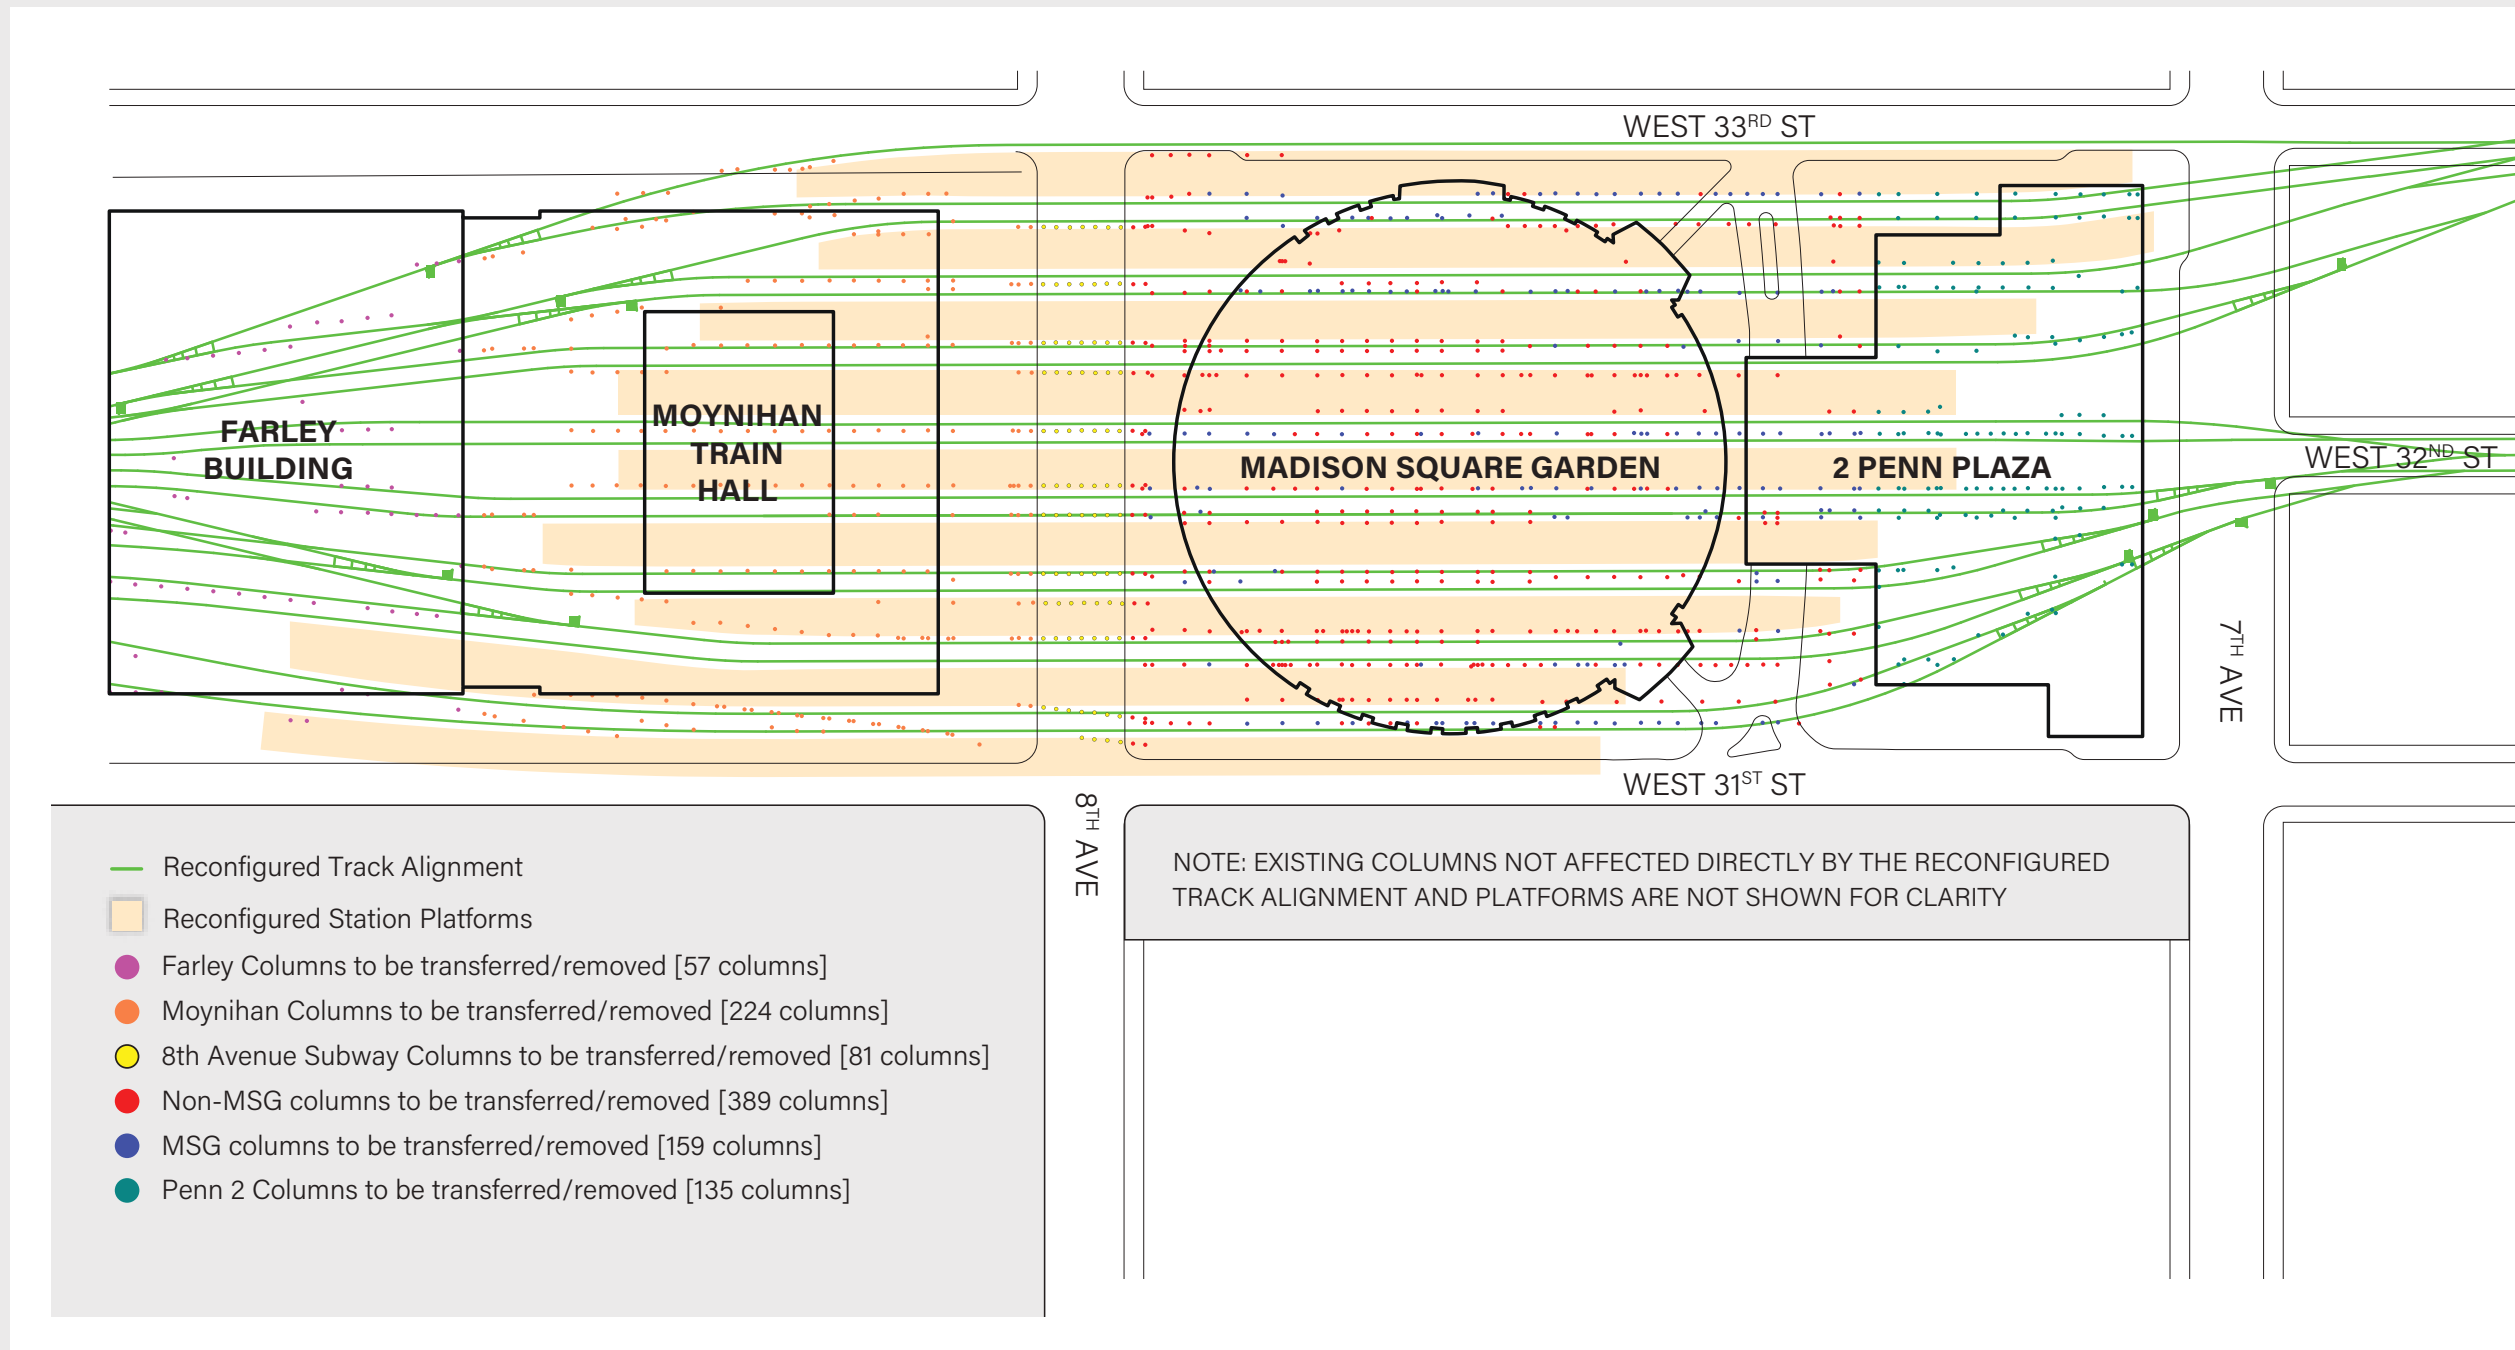 WEST 33RD ST
FARLEY
BUILDING
MOYNIHAN
TRAIN
HALL
MADISON SQUARE GARDEN
2 PENN PLAZA
WEST 32ND ST
7TH AVE
WEST 31ST ST
8TH AVE
Reconfigured Track Alignment
Reconfigured Station Platforms
Farley Columns to be transferred/removed [57 columns]
Moynihan Columns to be transferred/removed [224 columns]
8th Avenue Subway Columns to be transferred/removed [81 columns]
Non-MSG columns to be transferred/removed [389 columns]
MSG columns to be transferred/removed [159 columns]
Penn 2 Columns to be transferred/removed [135 columns]
NOTE: EXISTING COLUMNS NOT AFFECTED DIRECTLY BY THE RECONFIGURED
TRACK ALIGNMENT AND PLATFORMS ARE NOT SHOWN FOR CLARITY